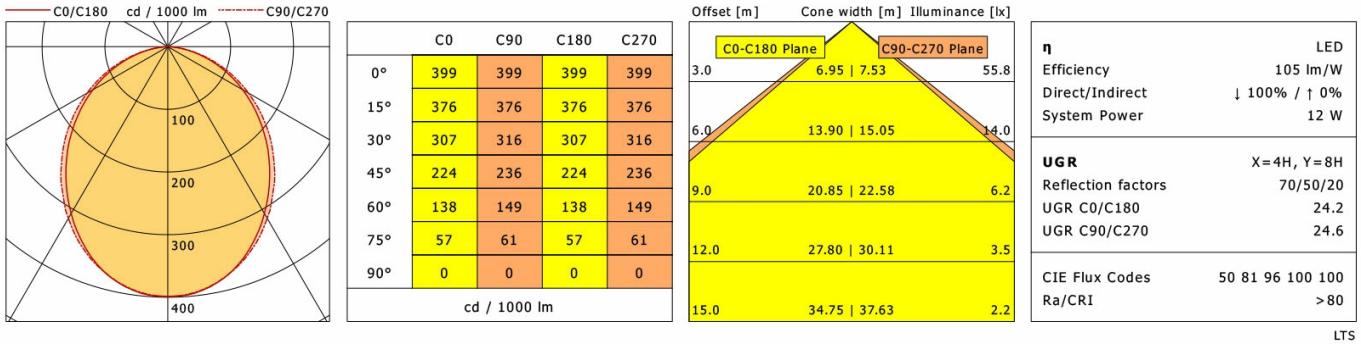 C0/C180 cd / 1000 lm C90/C270
100
200
300
400
C0 C90 C180 C270
0° 399 399 399 399
15° 376 376 376 376
30° 307 316 307 316
45° 224 236 224 236
60° 138 149 138 149
75° 57 61 57 61
90° 0 0 0 0
cd / 1000 lm
Offset [m] Cone width [m] Illuminance [lx]
C0-C180 Plane C90-C270 Plane
3.0 6.95 | 7.53 55.8
6.0 13.90 | 15.05 14.0
9.0 20.85 | 22.58 6.2
12.0 27.80 | 30.11 3.5
15.0 34.75 | 37.63 2.2
η LED
Efficiency 105 lm/W
Direct/Indirect ↓ 100% / ↑ 0%
System Power 12 W
UGR X=4H, Y=8H
Reflection factors 70/50/20
UGR C0/C180 24.2
UGR C90/C270 24.6
CIE Flux Codes 50 81 96 100 100
Ra/CRI >80
LTS